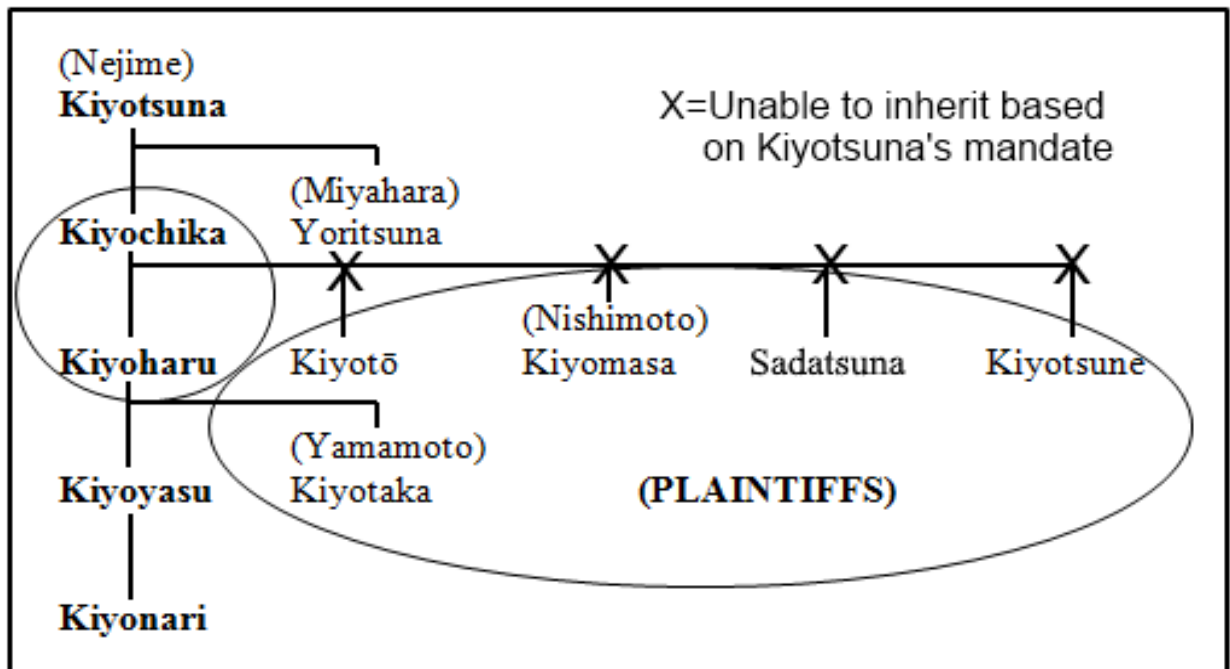 (Nejime)
Kiyotsuna
X=Unable to inherit based
on Kiyotsuna's mandate
(Miyahara)
Kiyochika Yoritsuna
X X X X
(Nishimoto)
Kiyoharu Kiyotō Kiyomasa Sadatsuna Kiyotsune
(Yamamoto)
Kiyoyasu Kiyotaka (PLAINTIFFS)
Kiyonari